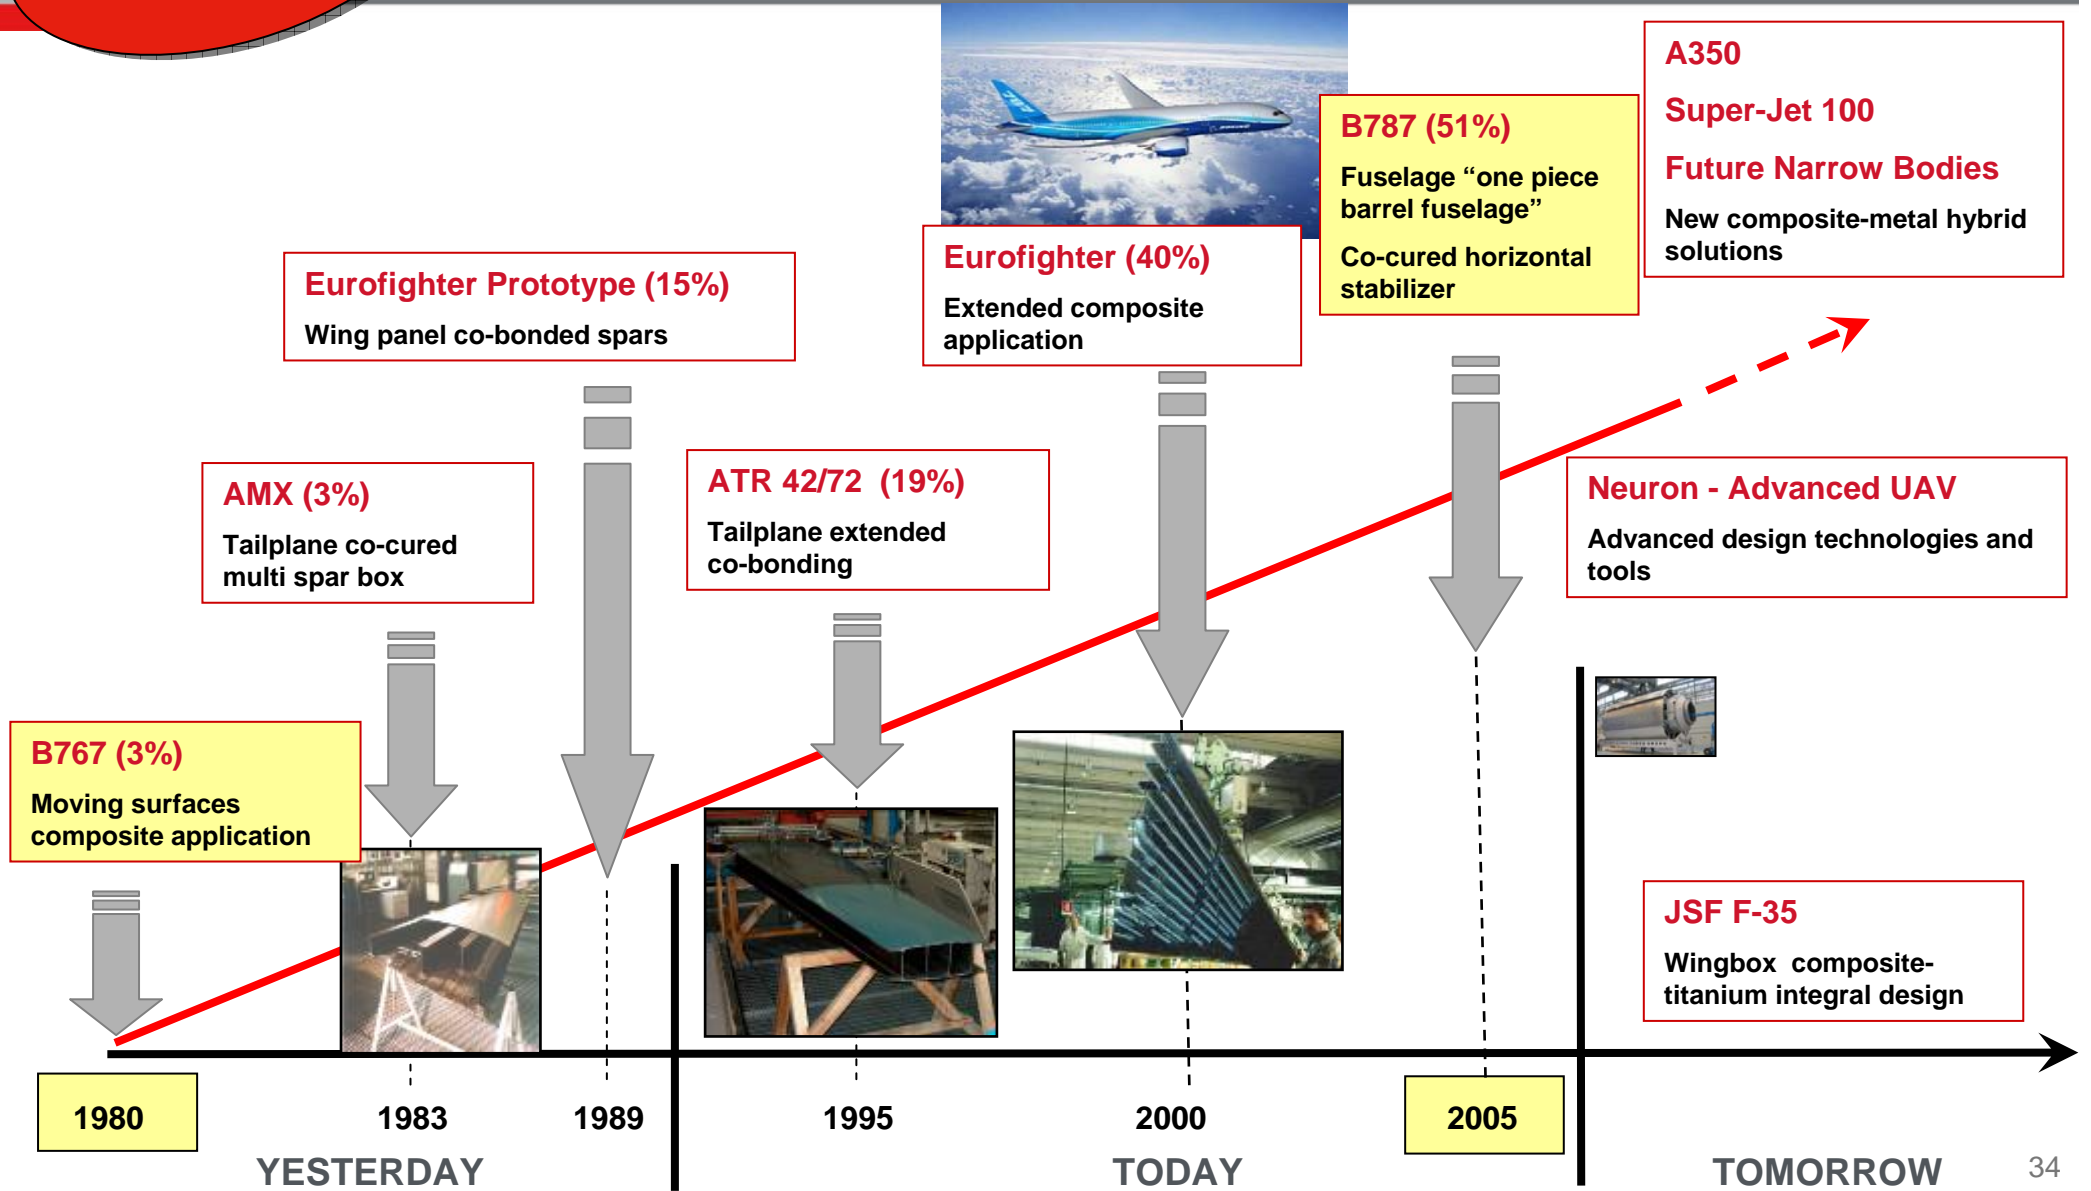 A350
Super-Jet 100
Future Narrow Bodies
New composite-metal hybrid
solutions
B787 (51%)
Fuselage “one piece
barrel fuselage”
Co-cured horizontal
stabilizer
Eurofighter (40%)
Extended composite
application
Eurofighter Prototype (15%)
Wing panel co-bonded spars
AMX (3%)
Tailplane co-cured
multi spar box
ATR 42/72 (19%)
Tailplane extended
co-bonding
Neuron - Advanced UAV
Advanced design technologies and
tools
B767 (3%)
Moving surfaces
composite application
JSF F-35
Wingbox composite-
titanium integral design
1980
1983
1989
1995
2000
2005
YESTERDAY
TODAY
TOMORROW
34